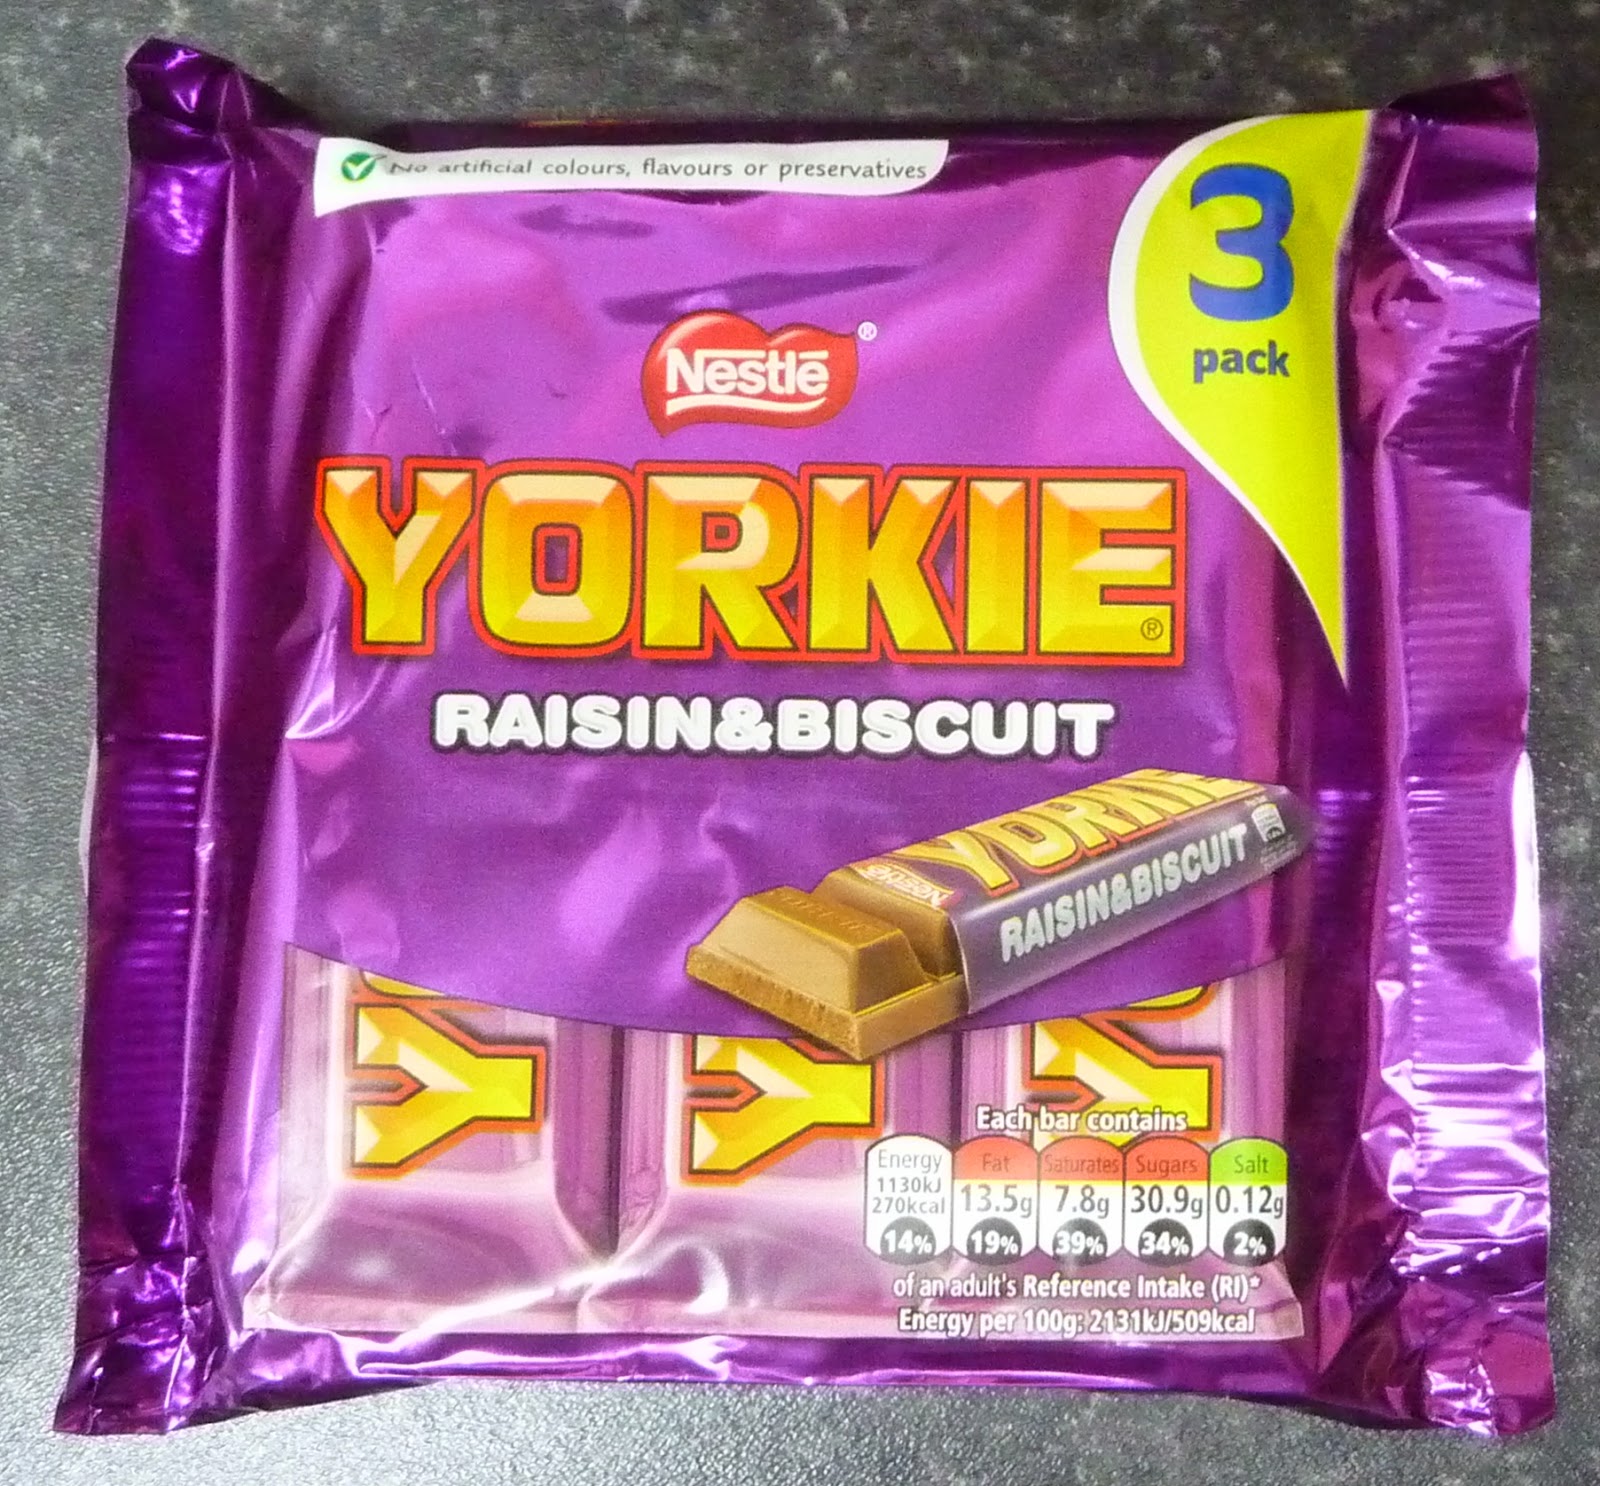 No artificial colours, flavours or preservatives
3
pack
Nestlé®
YORKIE®
RAISIN&BISCUIT
Nestlé
YORKIE
RAISIN&BISCUIT
Y
Y
Y
Each bar contains
Energy Fat Saturates Sugars Salt
1130kJ
270kcal 13.5g 7.8g 30.9g 0.12g
14% 19% 39% 34% 2%
of an adult's Reference Intake (RI)*
Energy per 100g: 2131kJ/509kcal